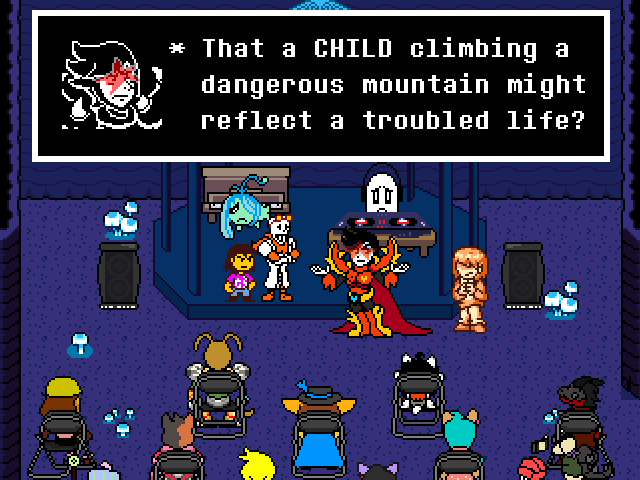 * That a CHILD climbing a
dangerous mountain might
reflect a troubled life?